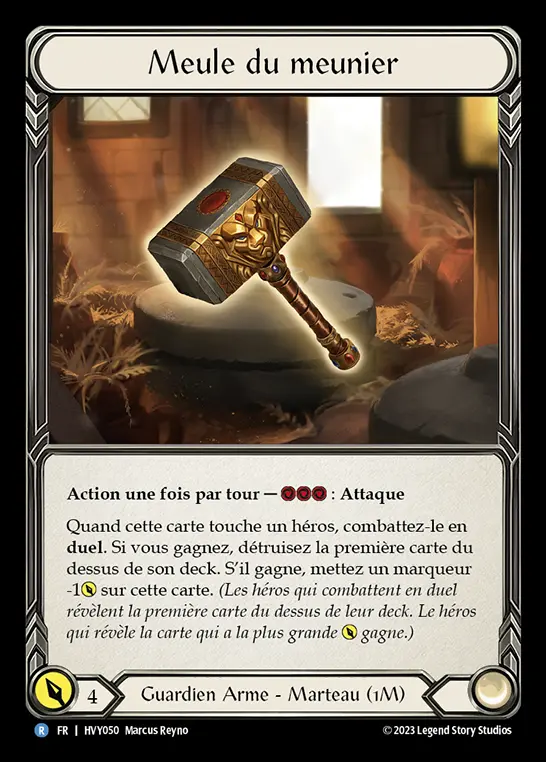 Meule du meunier
Action une fois par tour — : Attaque
Quand cette carte touche un héros, combattez-le en
duel. Si vous gagnez, détruisez la première carte du
dessus de son deck. S'il gagne, mettez un marqueur
-1 sur cette carte. (Les héros qui combattent en duel
révèlent la première carte du dessus de leur deck. Le héros
qui révèle la carte qui a la plus grande gagne.)
4
Guardien Arme - Marteau (1M)
R FR | HVY050 Marcus Reyno
©2023 Legend Story Studios